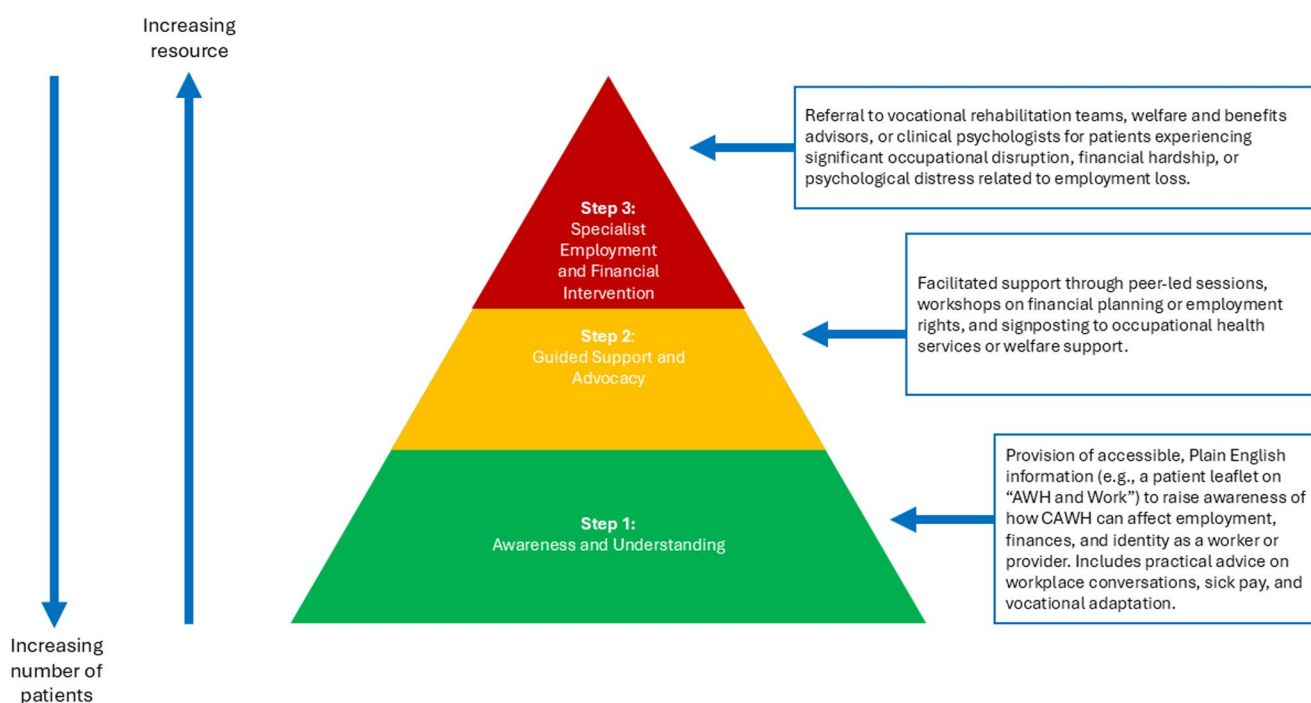 Increasing
resource
Referral to vocational rehabilitation teams, welfare and benefits
advisors, or clinical psychologists for patients experiencing
significant occupational disruption, financial hardship, or
psychological distress related to employment loss.
Step 3:
Specialist
Employment
and Financial
Intervention
Facilitated support through peer-led sessions,
workshops on financial planning or employment
rights, and signposting to occupational health
services or welfare support.
Step 2:
Guided Support and
Advocacy
Provision of accessible, Plain English
information (e.g., a patient leaflet on
“AWH and Work”) to raise awareness of
how CAWH can affect employment,
finances, and identity as a worker or
provider. Includes practical advice on
workplace conversations, sick pay, and
vocational adaptation.
Step 1:
Awareness and Understanding
Increasing
number of
patients